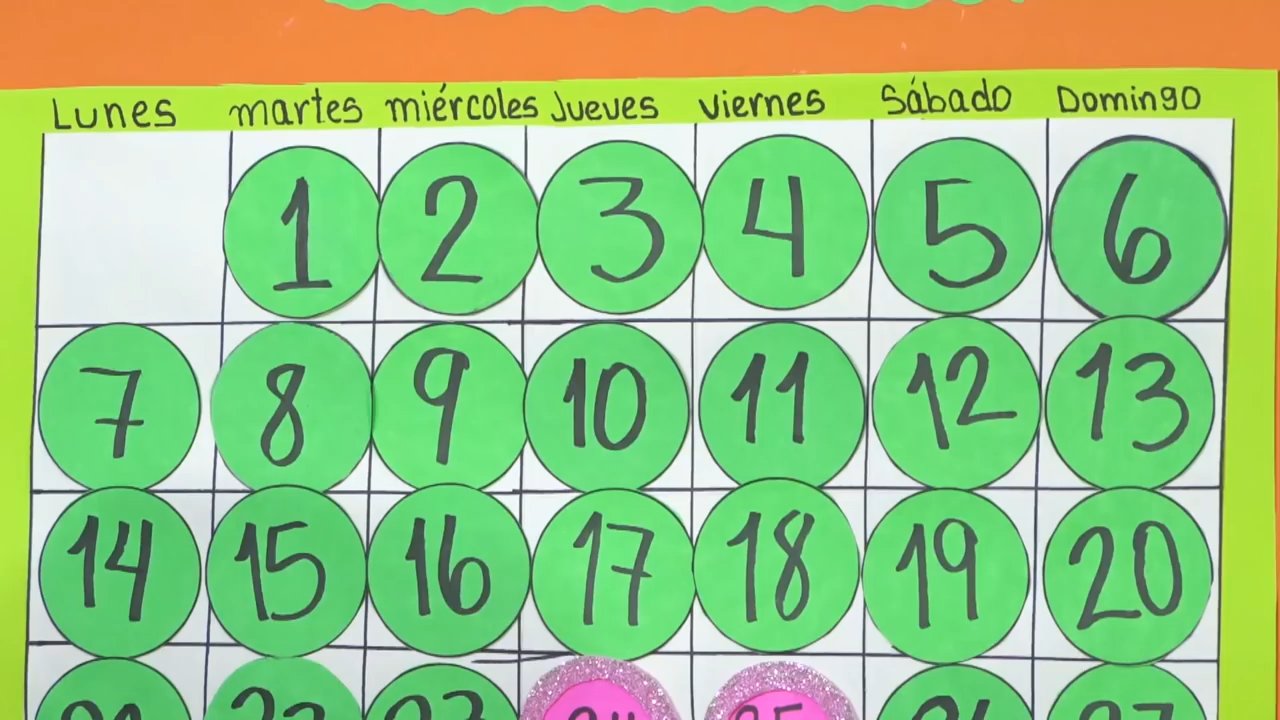 Lunes martes miércoles Jueves viernes Sábado Domingo
1 2 3 4 5 6
7 8 9 10 11 12 13
14 15 16 17 18 19 20